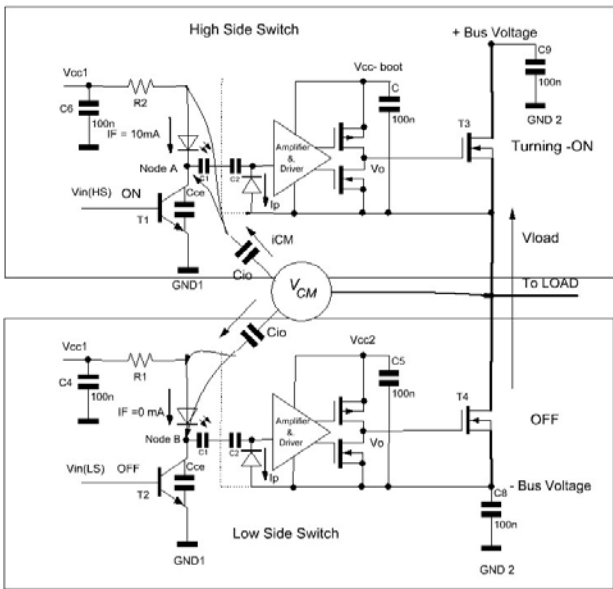 High Side Switch
+ Bus Voltage
Vcc1
Vcc- boot
C9
100n
GND 2
R2
C6
100n
C
100n
IF = 10mA
Amplifier
&
Driver
T3
Turning -ON
Node A
C1
C2
Vo
Vin(HS) ON
Cce
Ip
T1
iCM
Vload
Cio
GND1
VCM
To LOAD
Cio
Vcc1
Vcc2
R1
C5
100n
C4
100n
IF =0 mA
Amplifier
&
Driver
T4
OFF
Node B
C1
C2
Vo
Vin(LS) OFF
Cce
Ip
T2
- Bus Voltage
C8
100n
Low Side Switch
GND1
GND 2